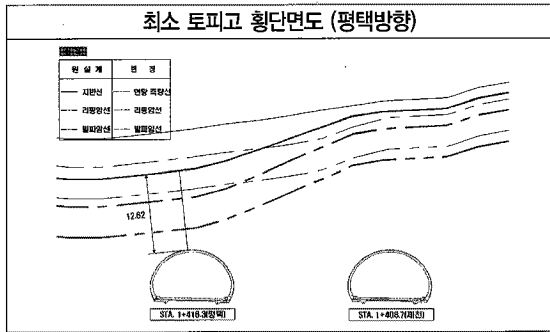 최소 토피고 횡단면도 (평택방향)
원 설 계 변 경
지반선 현황 측량선
리핑암선 리핑암선
발파암선 발파암선
12.62
STA. 1+416.3(평택) STA. 1+408.7(제천)